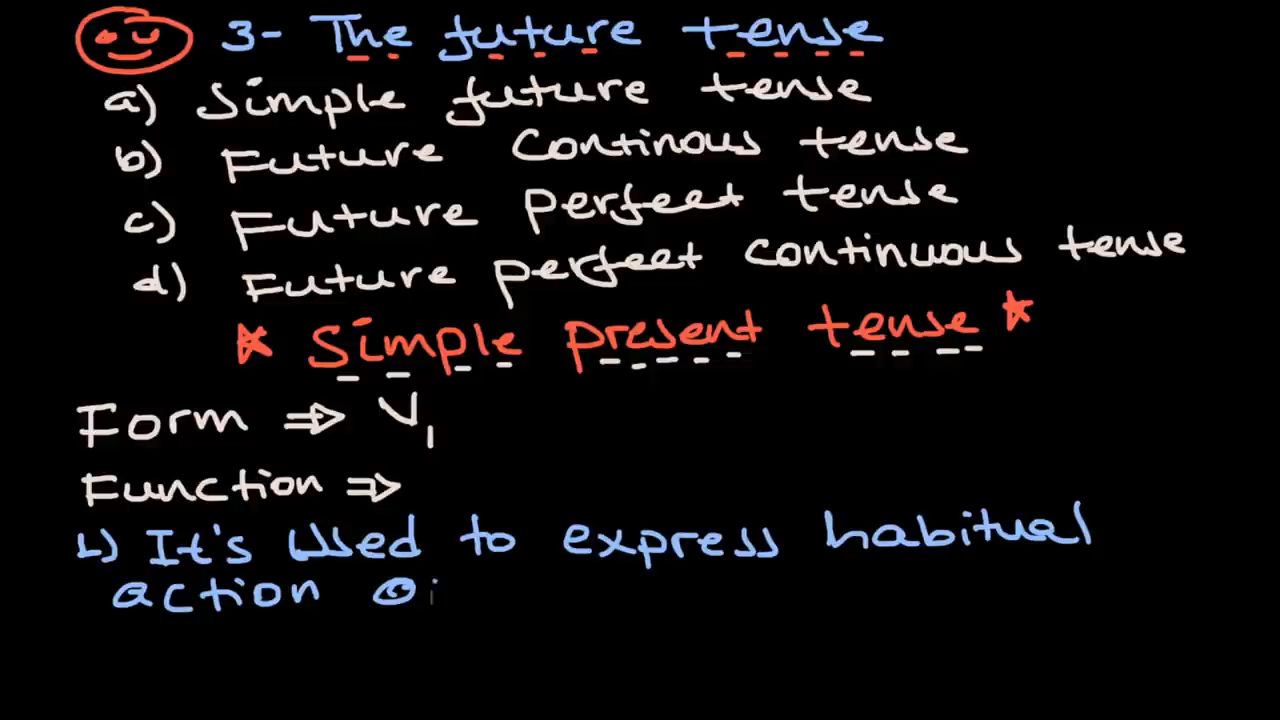 3- The future tense
a) Simple future tense
b) Future Continous tense
c) Future perfect tense
d) Future perfect continuous tense
* Simple present tense *
Form ⇒ V₁
Function ⇒
1) It's used to express habitual
action